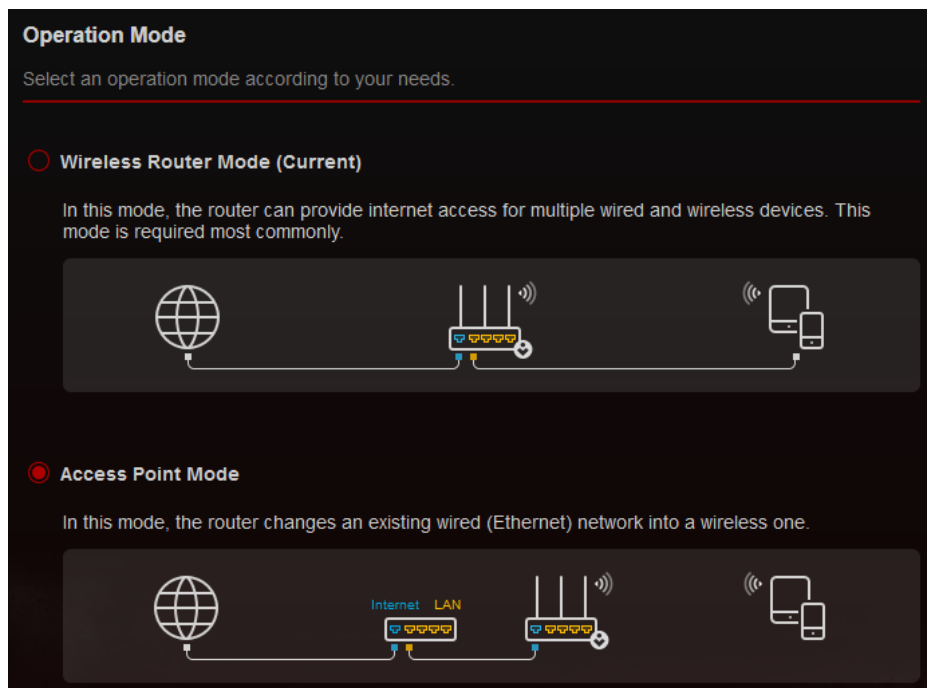 Operation Mode
Select an operation mode according to your needs.
Wireless Router Mode (Current)
In this mode, the router can provide internet access for multiple wired and wireless devices. This
mode is required most commonly.
Access Point Mode
In this mode, the router changes an existing wired (Ethernet) network into a wireless one.
Internet LAN